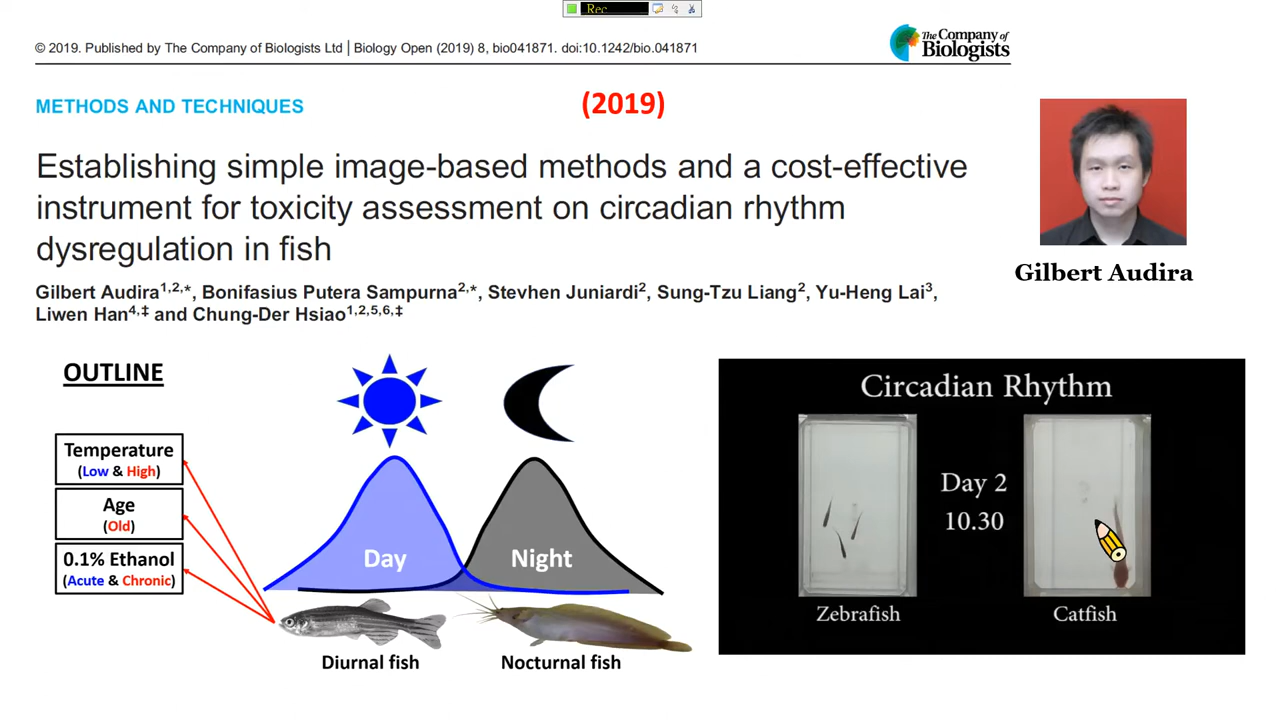 Rec
© 2019. Published by The Company of Biologists Ltd | Biology Open (2019) 8, bio041871. doi:10.1242/bio.041871
The Company of
Biologists
METHODS AND TECHNIQUES
(2019)
Establishing simple image-based methods and a cost-effective
instrument for toxicity assessment on circadian rhythm
dysregulation in fish
Gilbert Audira
Gilbert Audira1,2,*, Bonifasius Putera Sampurna2,*, Stevhen Juniardi2, Sung-Tzu Liang2, Yu-Heng Lai3,
Liwen Han4,‡ and Chung-Der Hsiao1,2,5,6,‡
OUTLINE
Temperature
(Low & High)
Age
(Old)
0.1% Ethanol
(Acute & Chronic)
Day
Night
Diurnal fish
Nocturnal fish
Circadian Rhythm
Day 2
10.30
Zebrafish
Catfish